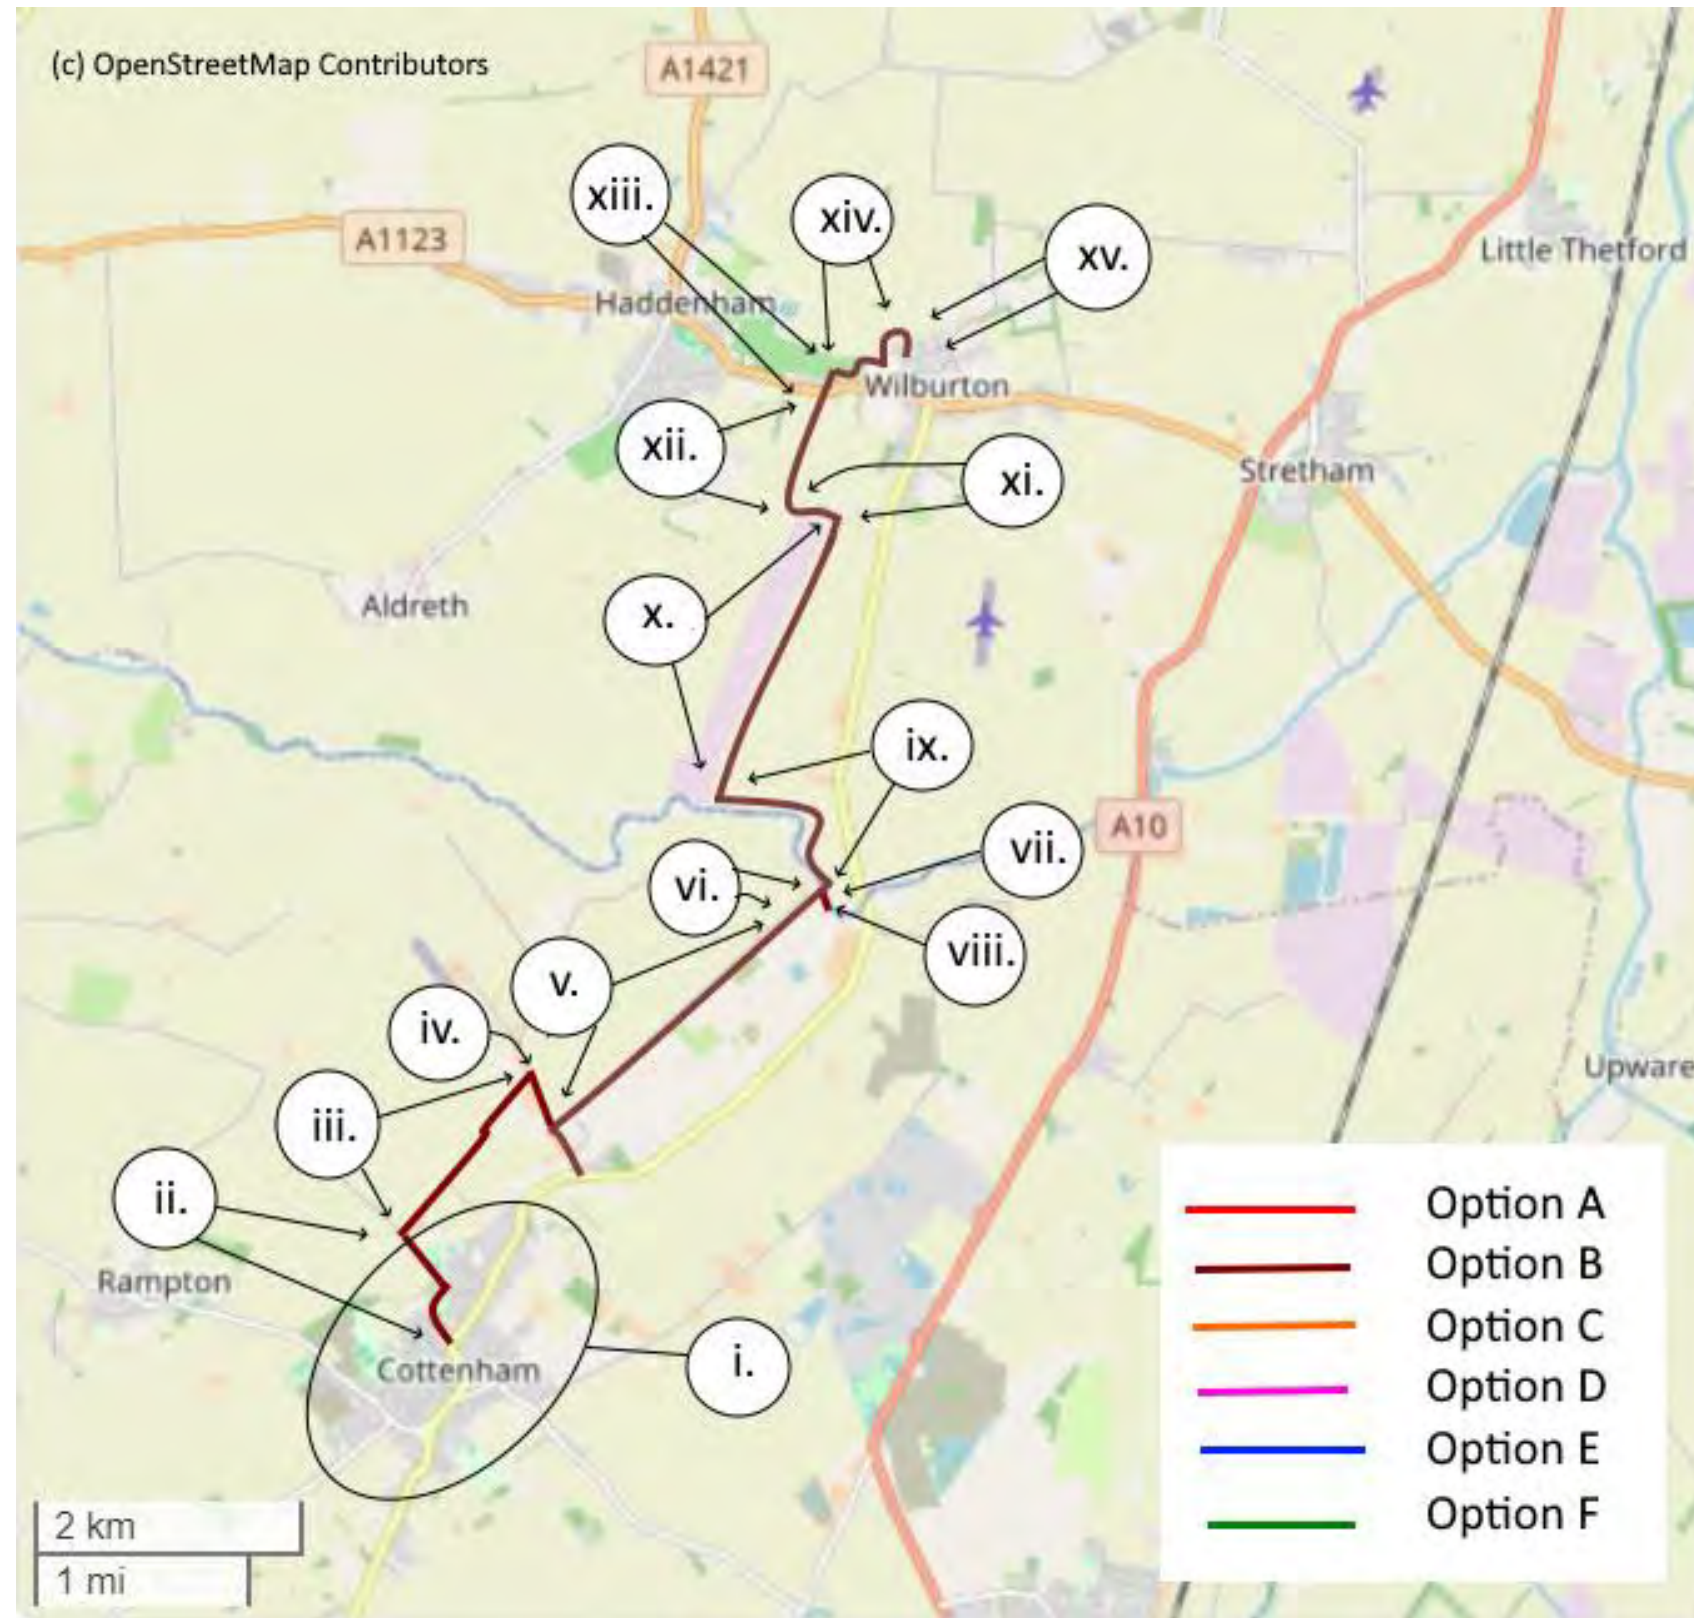 (c) OpenStreetMap Contributors
A1421
xiii.
xiv.
xv.
A1123
Little Thetford
Haddenham
Wilburton
xii.
xi.
Stretham
Aldreth
x.
ix.
A10
vii.
vi.
viii.
v.
iv.
Upware
iii.
ii.
Rampton
i.
Cottenham
Option A
Option B
Option C
Option D
Option E
Option F
2 km
1 mi